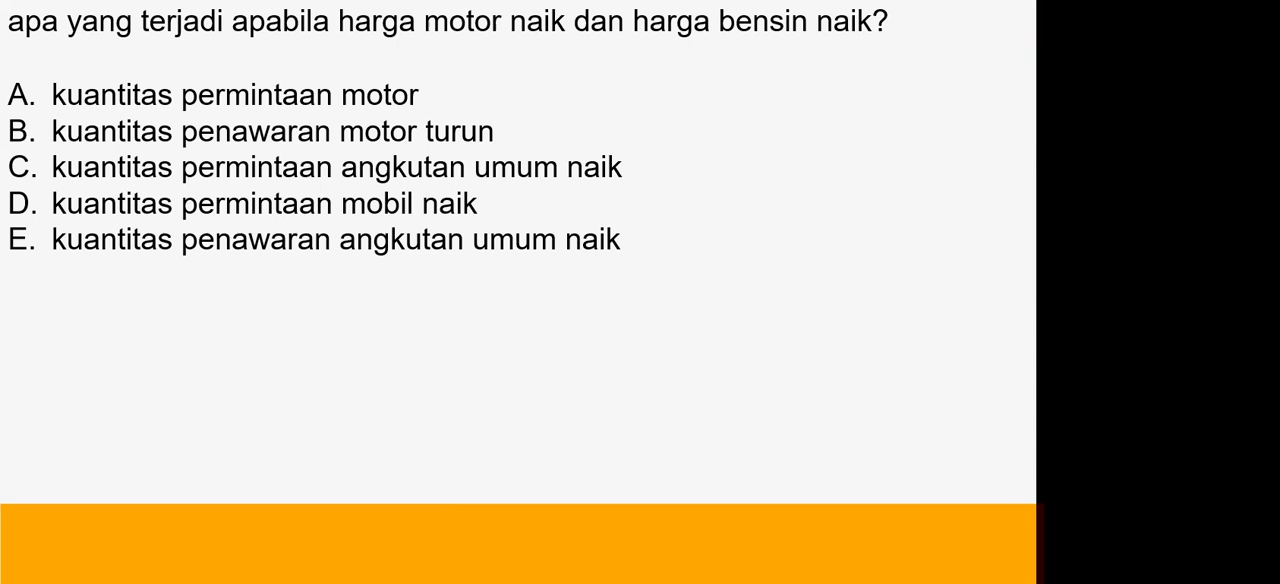 apa yang terjadi apabila harga motor naik dan harga bensin naik?
A. kuantitas permintaan motor
B. kuantitas penawaran motor turun
C. kuantitas permintaan angkutan umum naik
D. kuantitas permintaan mobil naik
E. kuantitas penawaran angkutan umum naik